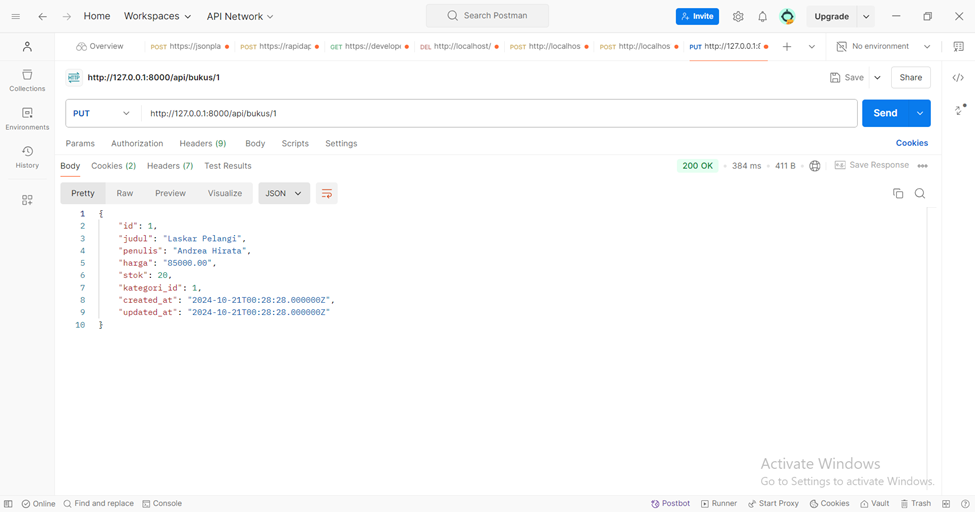 Home Workspaces API Network Search Postman Invite Upgrade
Overview POST https://jsonpla POST https://rapidap GET https://develop DEL http://localhost/ POST http://localhos POST http://localhos PUT http://127.0.0.1:8 No environment
HTTP http://127.0.0.1:8000/api/bukus/1 Save Share
Collections
PUT http://127.0.0.1:8000/api/bukus/1 Send
Environments
Params Authorization Headers (9) Body Scripts Settings Cookies
History
Body Cookies (2) Headers (7) Test Results 200 OK 384 ms 411 B Save Response
Pretty Raw Preview Visualize JSON
1 {
2 "id": 1,
3 "judul": "Laskar Pelangi",
4 "penulis": "Andrea Hirata",
5 "harga": "85000.00",
6 "stok": 20,
7 "kategori_id": 1,
8 "created_at": "2024-10-21T00:28:28.000000Z",
9 "updated_at": "2024-10-21T00:28:28.000000Z"
10 }
Activate Windows
Go to Settings to activate Windows.
Online Find and replace Console Postbot Runner Start Proxy Cookies Vault Trash